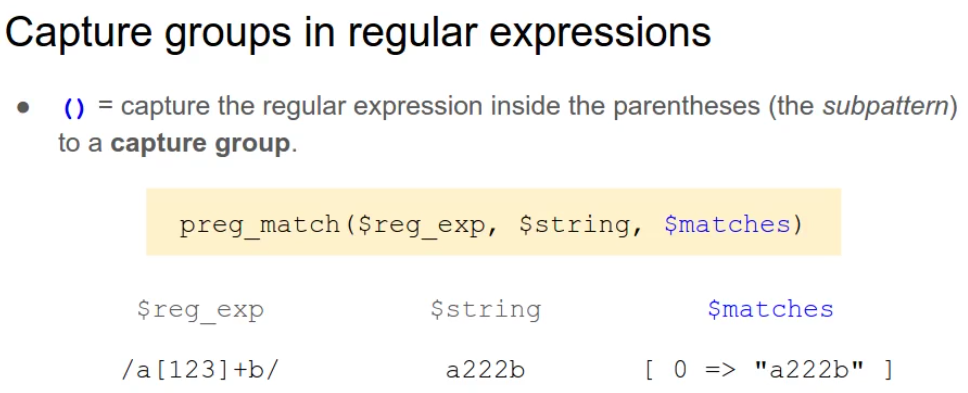 Capture groups in regular expressions
● () = capture the regular expression inside the parentheses (the subpattern)
to a capture group.
preg_match($reg_exp, $string, $matches)
$reg_exp $string $matches
/a[123]+b/ a222b [ 0 => "a222b" ]